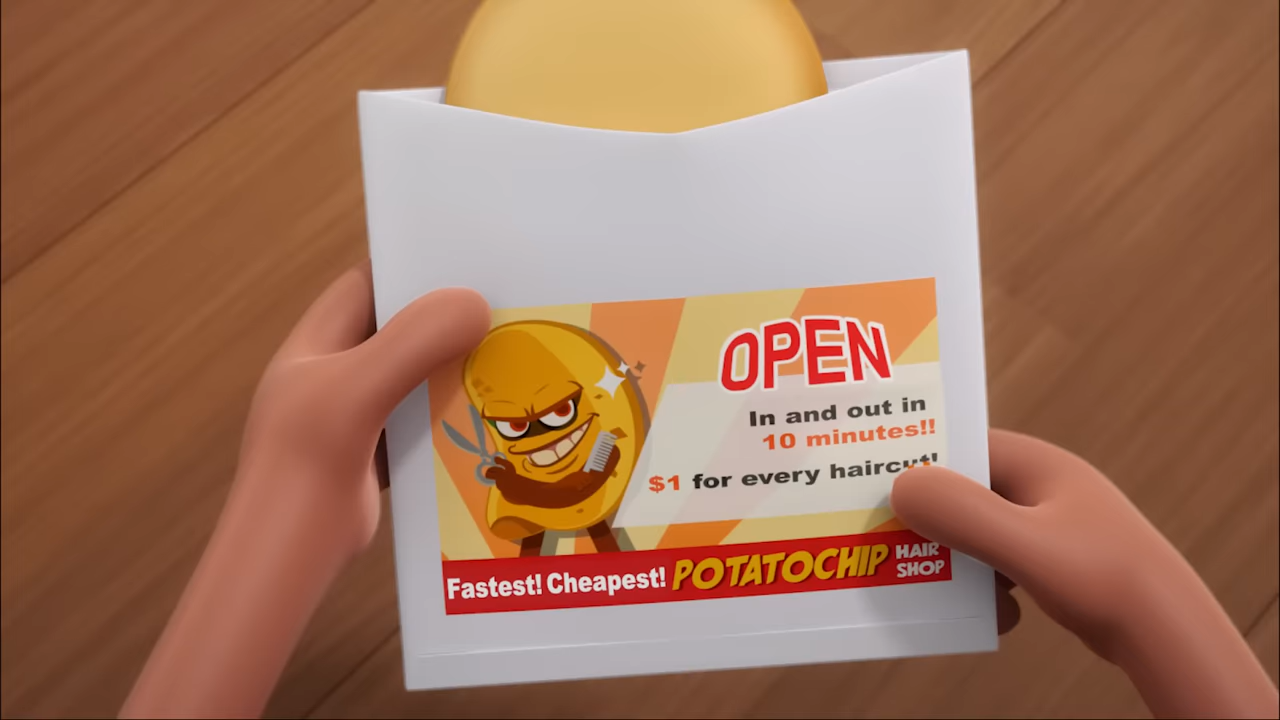 OPEN
In and out in
10 minutes!!
$1 for every haircut!
Fastest! Cheapest! POTATOCHIP HAIR SHOP